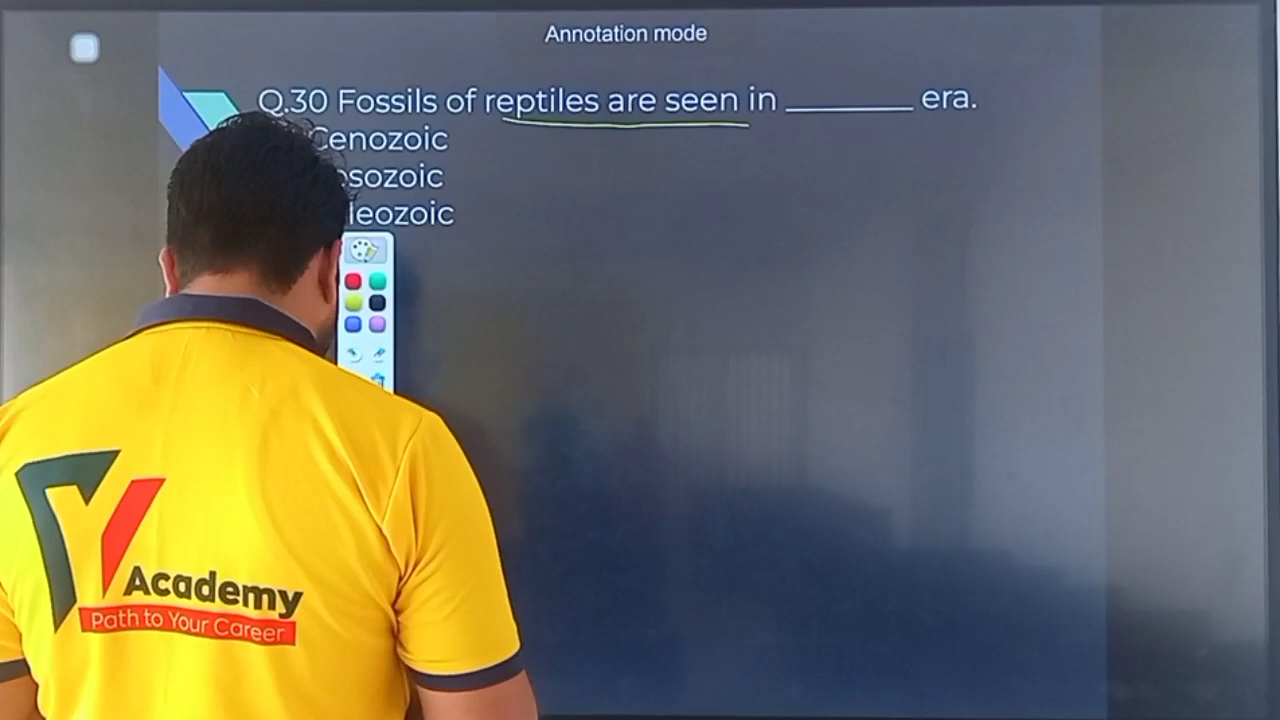 Annotation mode
Q.30 Fossils of reptiles are seen in ________ era.
Cenozoic
sozoic
leozoic
Academy
Path to Your Career